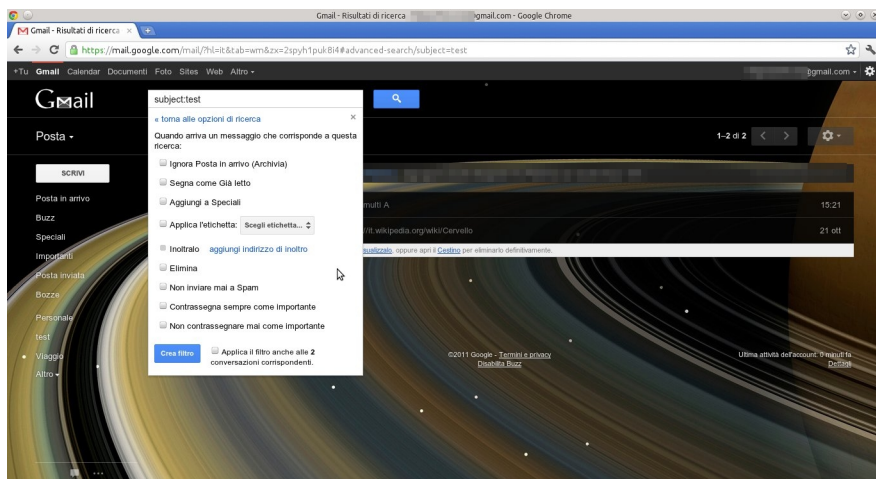 Gmail - Risultati di ricerca gmail.com - Google Chrome
Gmail - Risultati di ricerca
https://mail.google.com/mail/?hl=it&tab=wm&zx=2spyh1puk8i4#advanced-search/subject=test
+Tu Gmail Calendar Documenti Foto Sites Web Altro
@gmail.com
Gmail
subject:test
« torna alle opzioni di ricerca
Quando arriva un messaggio che corrisponde a questa
ricerca:
Ignora Posta in arrivo (Archivia)
Segna come Già letto
Aggiungi a Speciali
Applica l'etichetta: Scegli etichetta...
Inoltralo aggiungi indirizzo di inoltro
Elimina
Non inviare mai a Spam
Contrassegna sempre come importante
Non contrassegnare mai come importante
Crea filtro
Applica il filtro anche alle 2
conversazioni corrispondenti.
Posta
1–2 di 2
SCRIVI
Posta in arrivo
Buzz
Speciali
Importanti
Posta inviata
Bozze
Personale
test
Viaggio
Altro
multi A 15:21
//it.wikipedia.org/wiki/Cervello 21 ott
oppure apri il Cestino per eliminarlo definitivamente.
©2011 Google - Termini e privacy
Disabilita Buzz
Ultima attività dell'account: 0 minuti fa
Dettagli